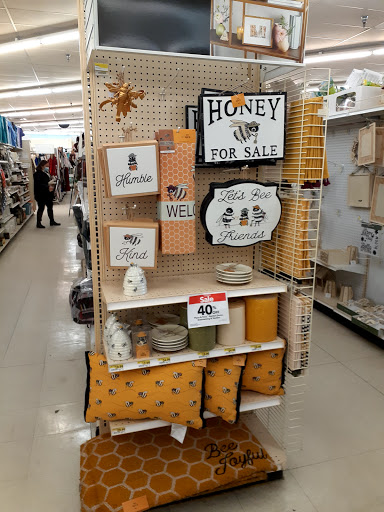 HONEY
FOR SALE
Humble
WELC
Let's Bee
Friends
Kind
Sale
40%
Bee
Joyful